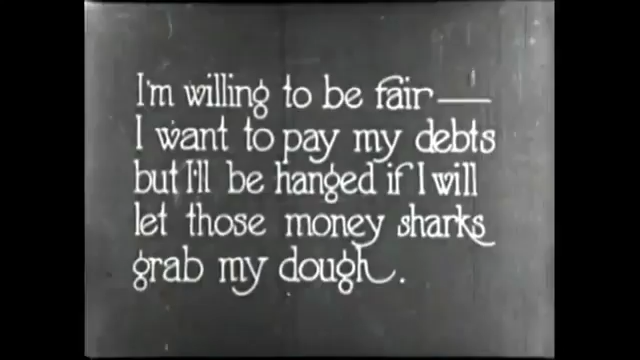 I'm willing to be fair——
I want to pay my debts
but I'll be hanged if I will
let those money sharks
grab my dough.